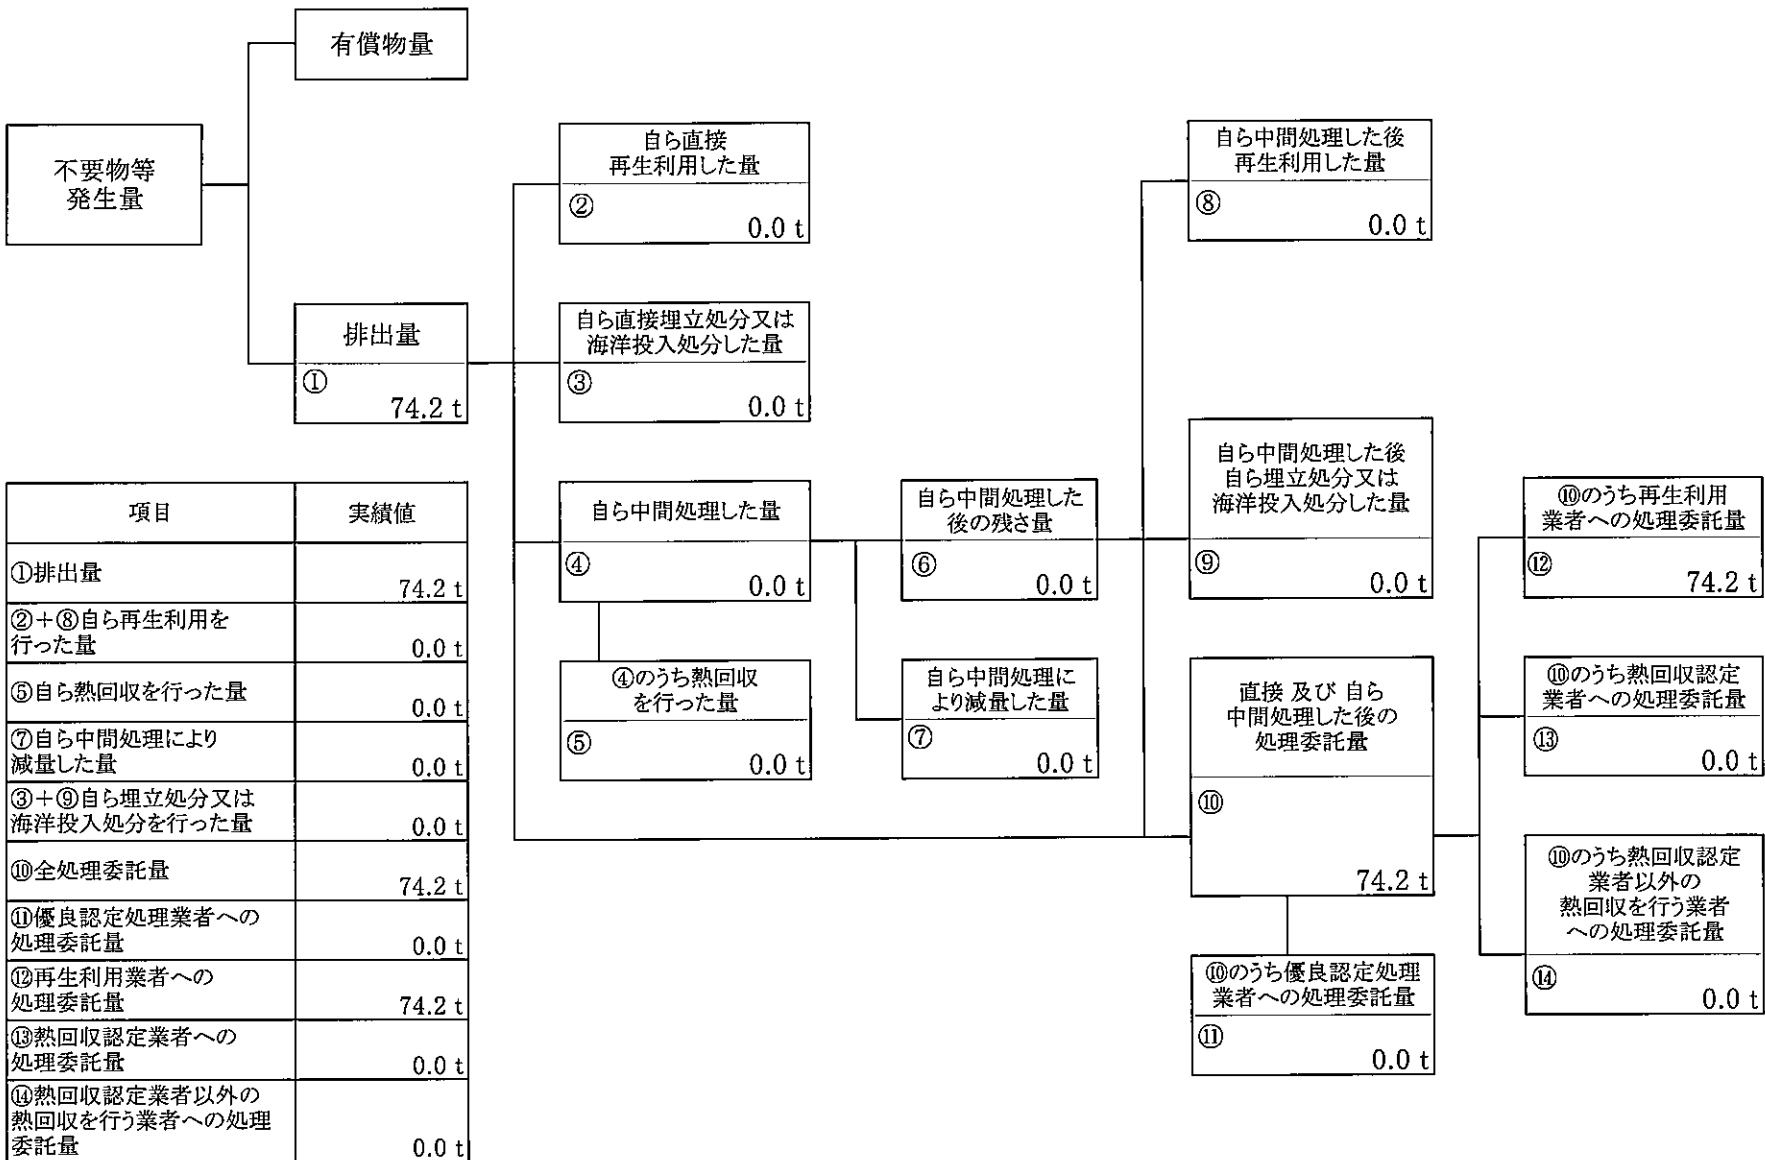 有償物量
不要物等
発生量
排出量
①
74.2 t
自ら直接
再生利用した量
②
0.0 t
自ら直接埋立処分又は
海洋投入処分した量
③
0.0 t
自ら中間処理した量
④
0.0 t
④のうち熱回収
を行った量
⑤
0.0 t
自ら中間処理した
後の残さ量
⑥
0.0 t
自ら中間処理に
より減量した量
⑦
0.0 t
自ら中間処理した後
再生利用した量
⑧
0.0 t
自ら中間処理した後
自ら埋立処分又は
海洋投入処分した量
⑨
0.0 t
直接 及び 自ら
中間処理した後の
処理委託量
⑩
74.2 t
⑩のうち優良認定処理
業者への処理委託量
⑪
0.0 t
⑩のうち再生利用
業者への処理委託量
⑫
74.2 t
⑩のうち熱回収認定
業者への処理委託量
⑬
0.0 t
⑩のうち熱回収認定
業者以外の
熱回収を行う業者
への処理委託量
⑭
0.0 t
項目 実績値
①排出量 74.2 t
②+⑧自ら再生利用を
行った量 0.0 t
⑤自ら熱回収を行った量 0.0 t
⑦自ら中間処理により
減量した量 0.0 t
③+⑨自ら埋立処分又は
海洋投入処分を行った量 0.0 t
⑩全処理委託量 74.2 t
⑪優良認定処理業者への
処理委託量 0.0 t
⑫再生利用業者への
処理委託量 74.2 t
⑬熱回収認定業者への
処理委託量 0.0 t
⑭熱回収認定業者以外の
熱回収を行う業者への処理
委託量 0.0 t